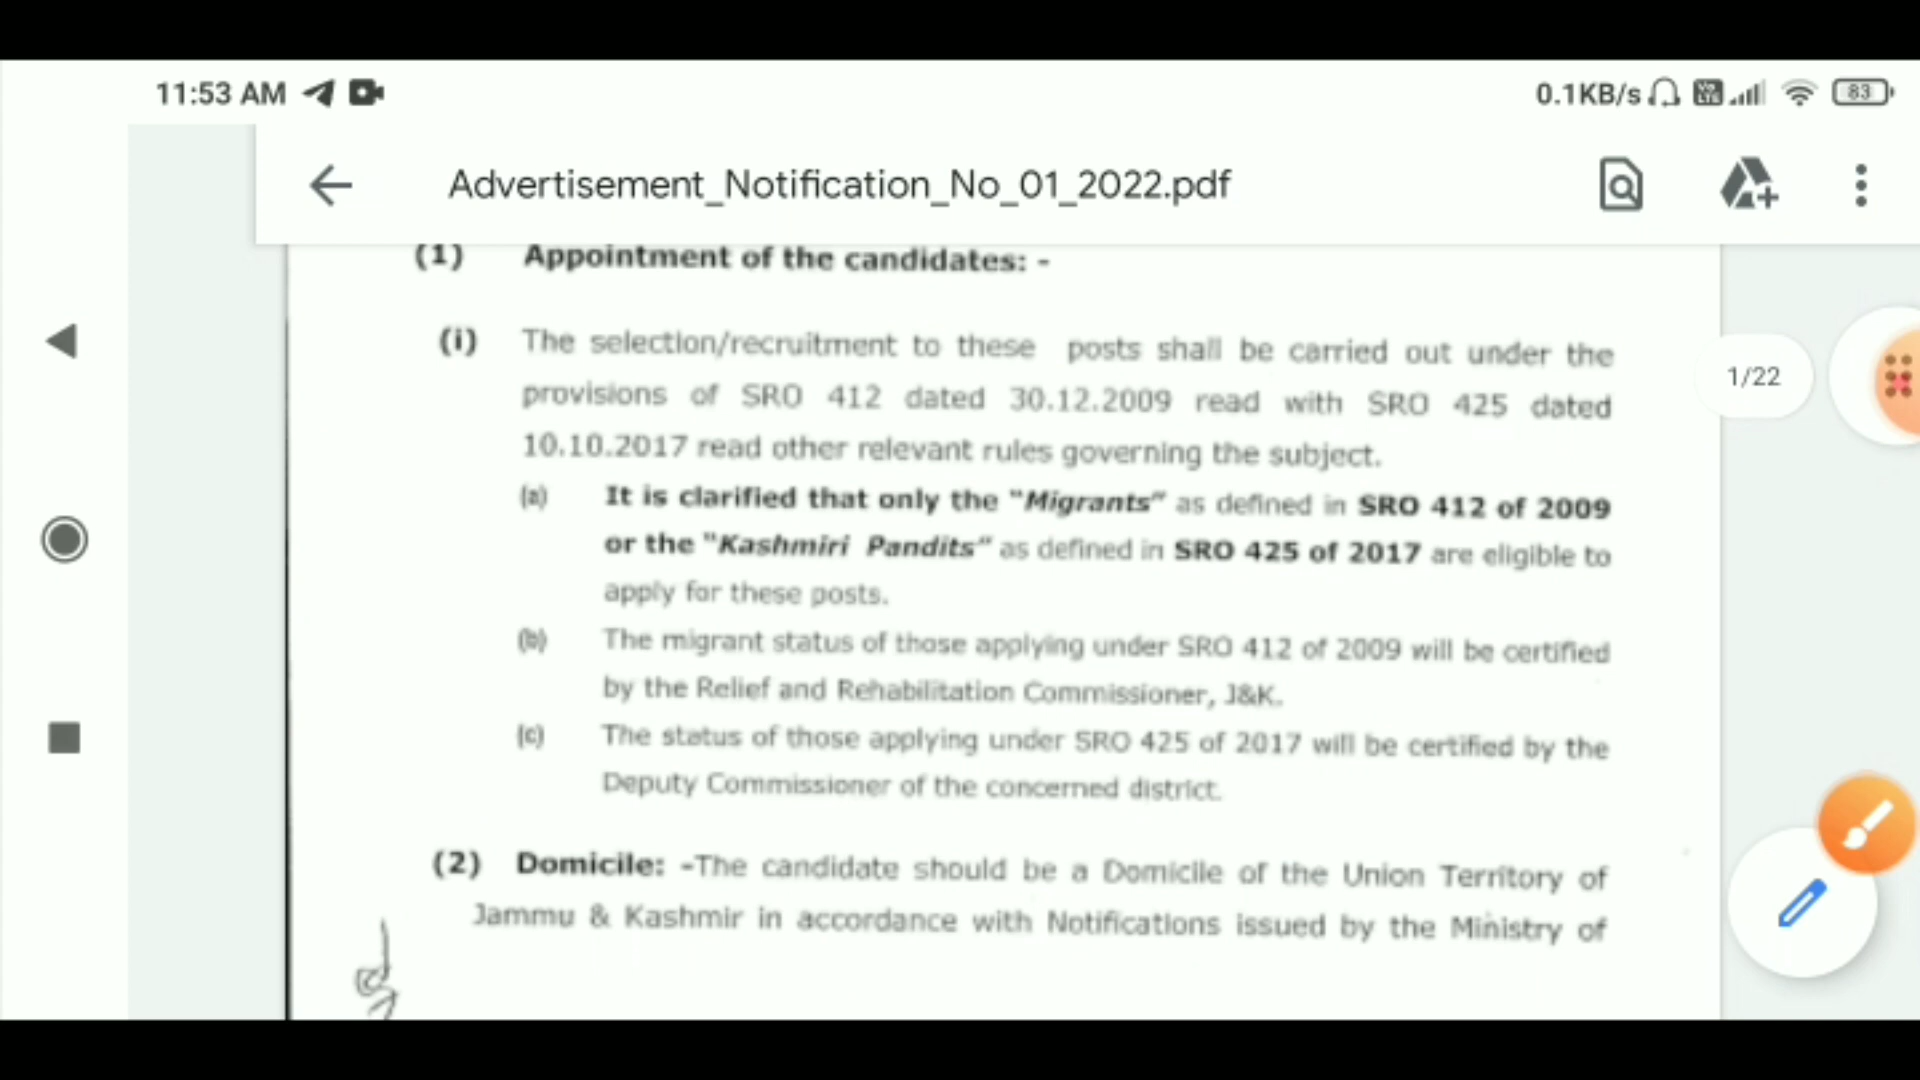 11:53 AM
0.1KB/s
83
Advertisement_Notification_No_01_2022.pdf
(1) Appointment of the candidates: -
(i) The selection/recruitment to these posts shall be carried out under the
provisions of SRO 412 dated 30.12.2009 read with SRO 425 dated
10.10.2017 read other relevant rules governing the subject.
(a) It is clarified that only the "Migrants" as defined in SRO 412 of 2009
or the "Kashmiri Pandits" as defined in SRO 425 of 2017 are eligible to
apply for these posts.
(b) The migrant status of those applying under SRO 412 of 2009 will be certified
by the Relief and Rehabilitation Commissioner, J&K.
(c) The status of those applying under SRO 425 of 2017 will be certified by the
Deputy Commissioner of the concerned district.
(2) Domicile: -The candidate should be a Domicile of the Union Territory of
Jammu & Kashmir in accordance with Notifications issued by the Ministry of
1/22